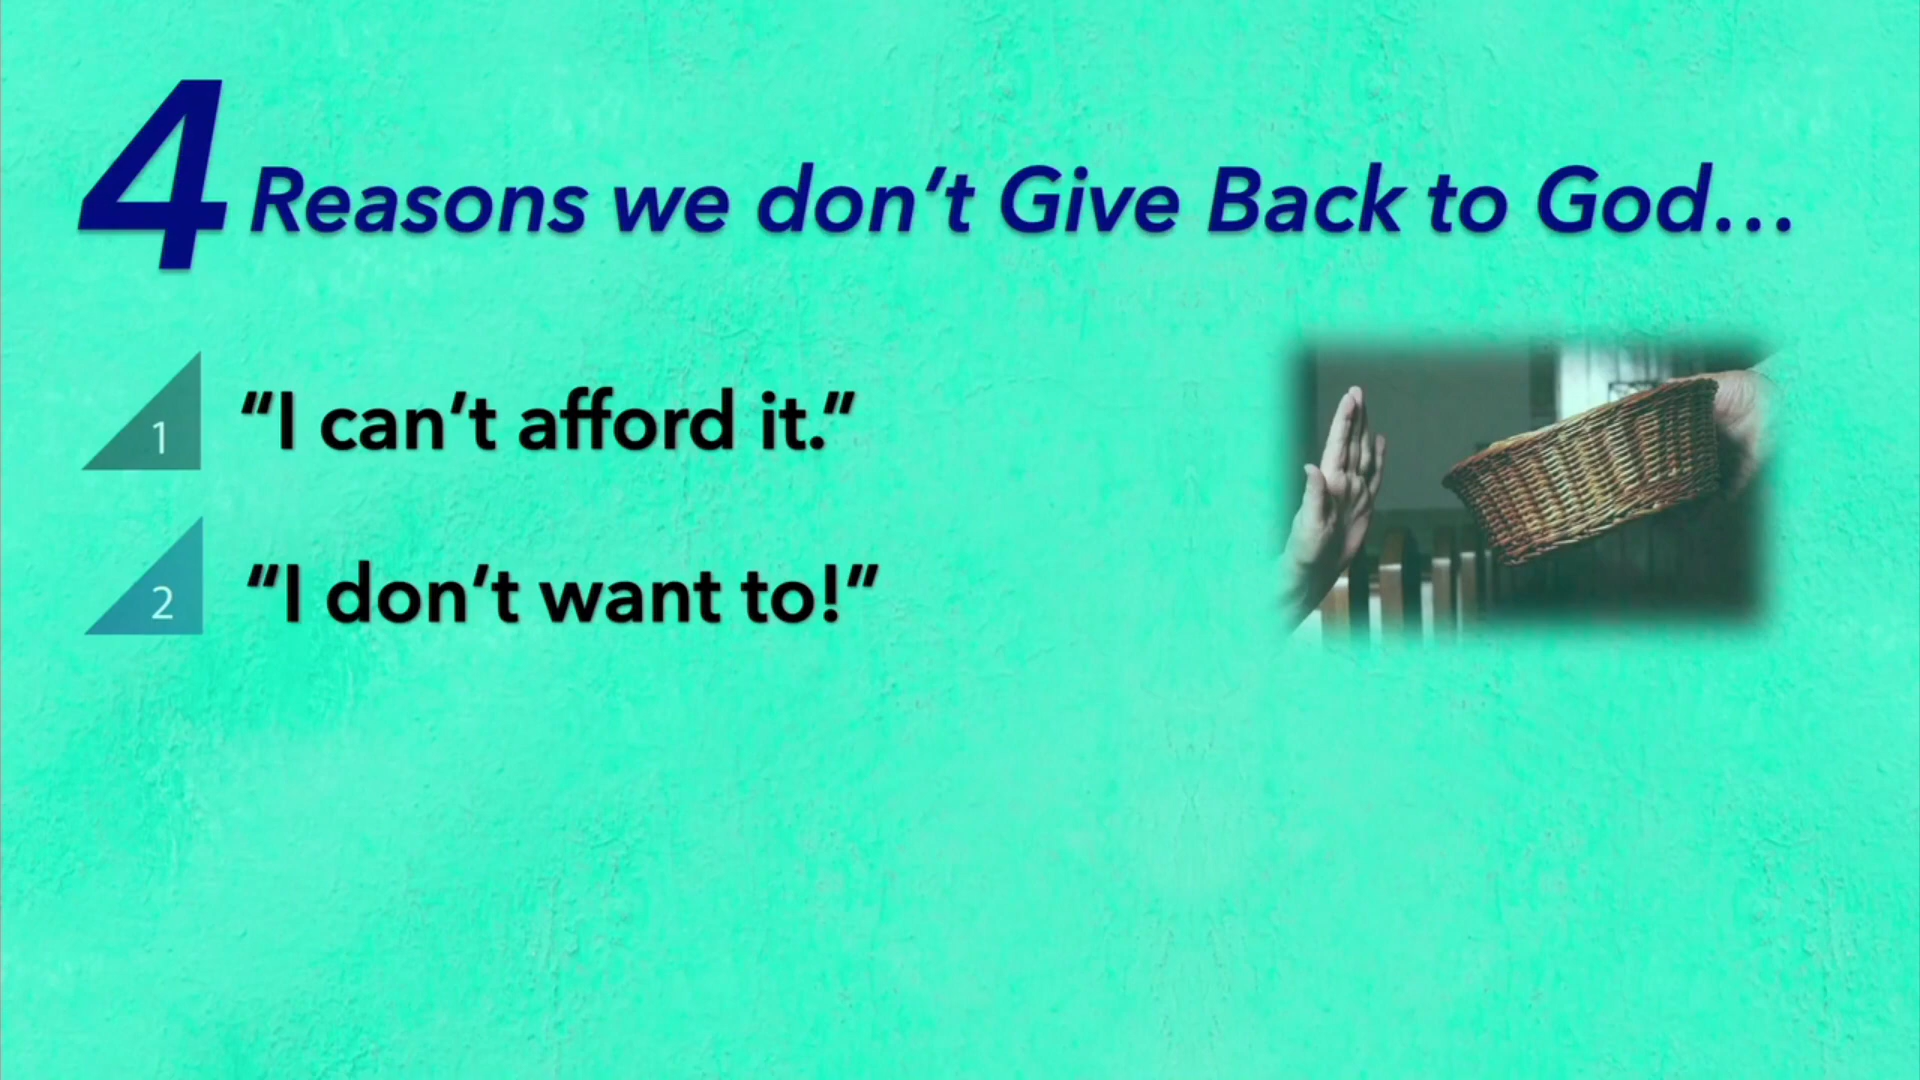 4 Reasons we don’t Give Back to God…
1 “I can’t afford it.”
2 “I don’t want to!”